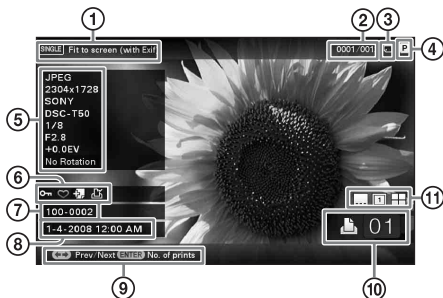 1
2
3
4
SINGLE Fit to screen (with Exif
0001/001
P
5
JPEG
2304x1728
SONY
DSC-T50
1/8
F2.8
+0.0EV
No Rotation
6
7
100-0002
8
1-4-2008 12:00 AM
11
1
01
Prev/Next ENTER No. of prints
9
10